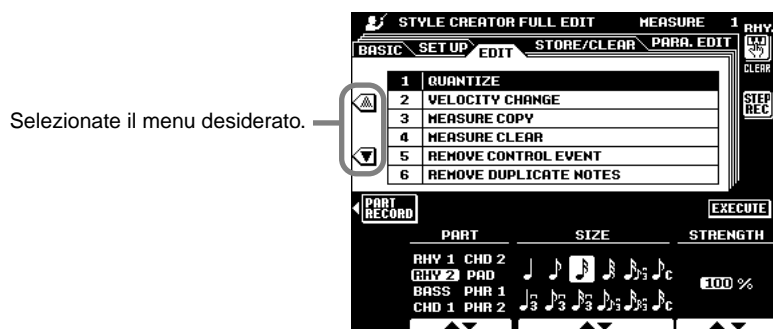 STYLE CREATOR FULL EDIT MEASURE 1
RHY.
CLEAR
BASIC SET UP EDIT STORE/CLEAR PARA. EDIT
1 QUANTIZE
2 VELOCITY CHANGE
STEP
REC
Selezionate il menu desiderato.
3 MEASURE COPY
4 MEASURE CLEAR
5 REMOVE CONTROL EVENT
6 REMOVE DUPLICATE NOTES
PART
RECORD
EXECUTE
PART SIZE STRENGTH
RHY 1 CHD 2
RHY 2 PAD
BASS PHR 1
CHD 1 PHR 2
100 %